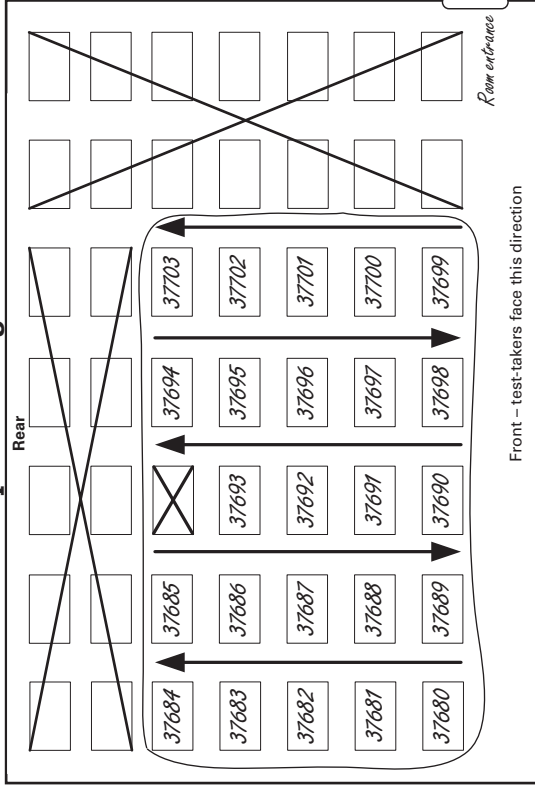 Rear
37684 37685 37694 37703
37683 37686 37693 37695 37702
37682 37687 37692 37696 37701
37681 37688 37691 37697 37700
37680 37689 37690 37698 37699
Room entrance
Front – test-takers face this direction